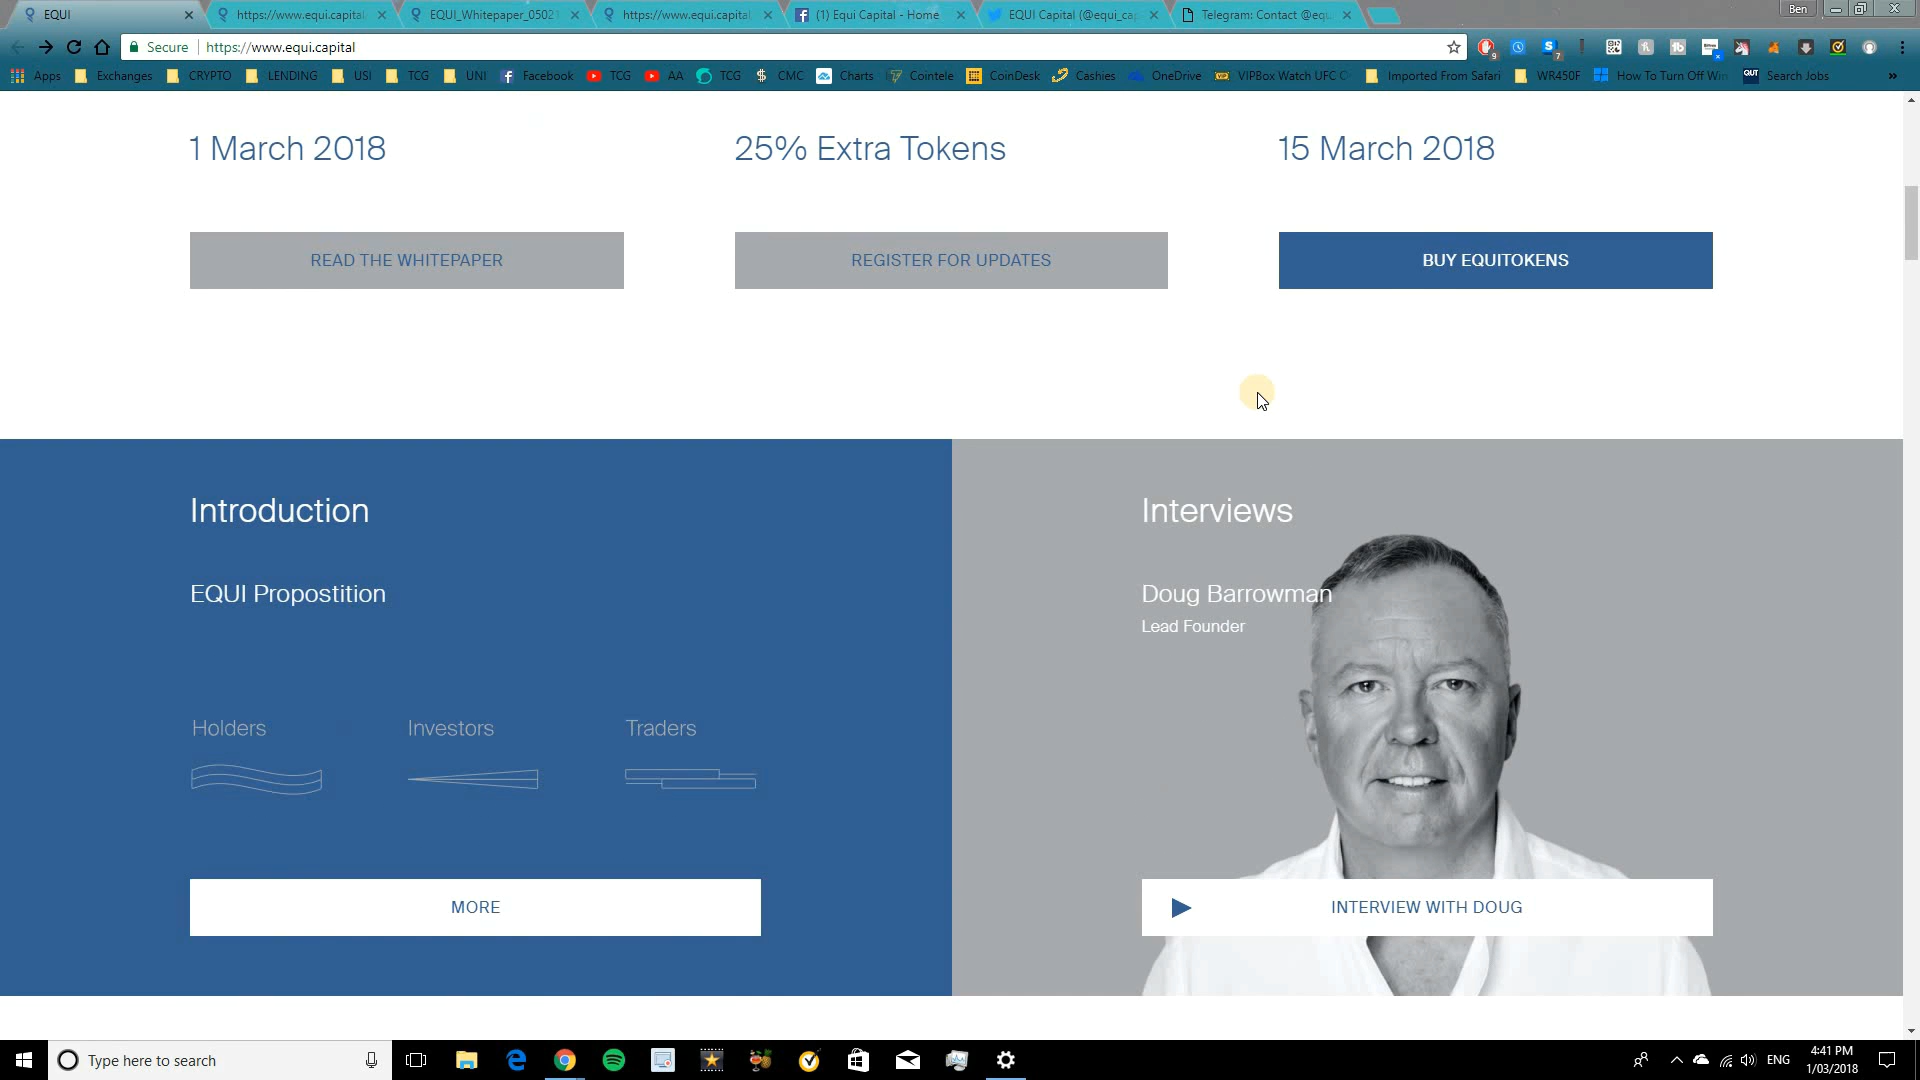 EQUI
https://www.equi.capital
EQUI_Whitepaper_0502
https://www.equi.capital
(1) Equi Capital - Home
EQUI Capital (@equi_cap
Telegram: Contact @equ
Ben
Secure
https://www.equi.capital
Apps
Exchanges
CRYPTO
LENDING
USI
TCG
UNI
Facebook
TCG
AA
TCG
CMC
Charts
Cointele
CoinDesk
Cashies
OneDrive
VIPBox Watch UFC O
Imported From Safari
WR450F
How To Turn Off Win
QUT
Search Jobs
1 March 2018
25% Extra Tokens
15 March 2018
READ THE WHITEPAPER
REGISTER FOR UPDATES
BUY EQUITOKENS
Introduction
Interviews
EQUI Propostition
Doug Barrowman
Lead Founder
Holders
Investors
Traders
MORE
INTERVIEW WITH DOUG
Type here to search
ENG
4:41 PM
1/03/2018